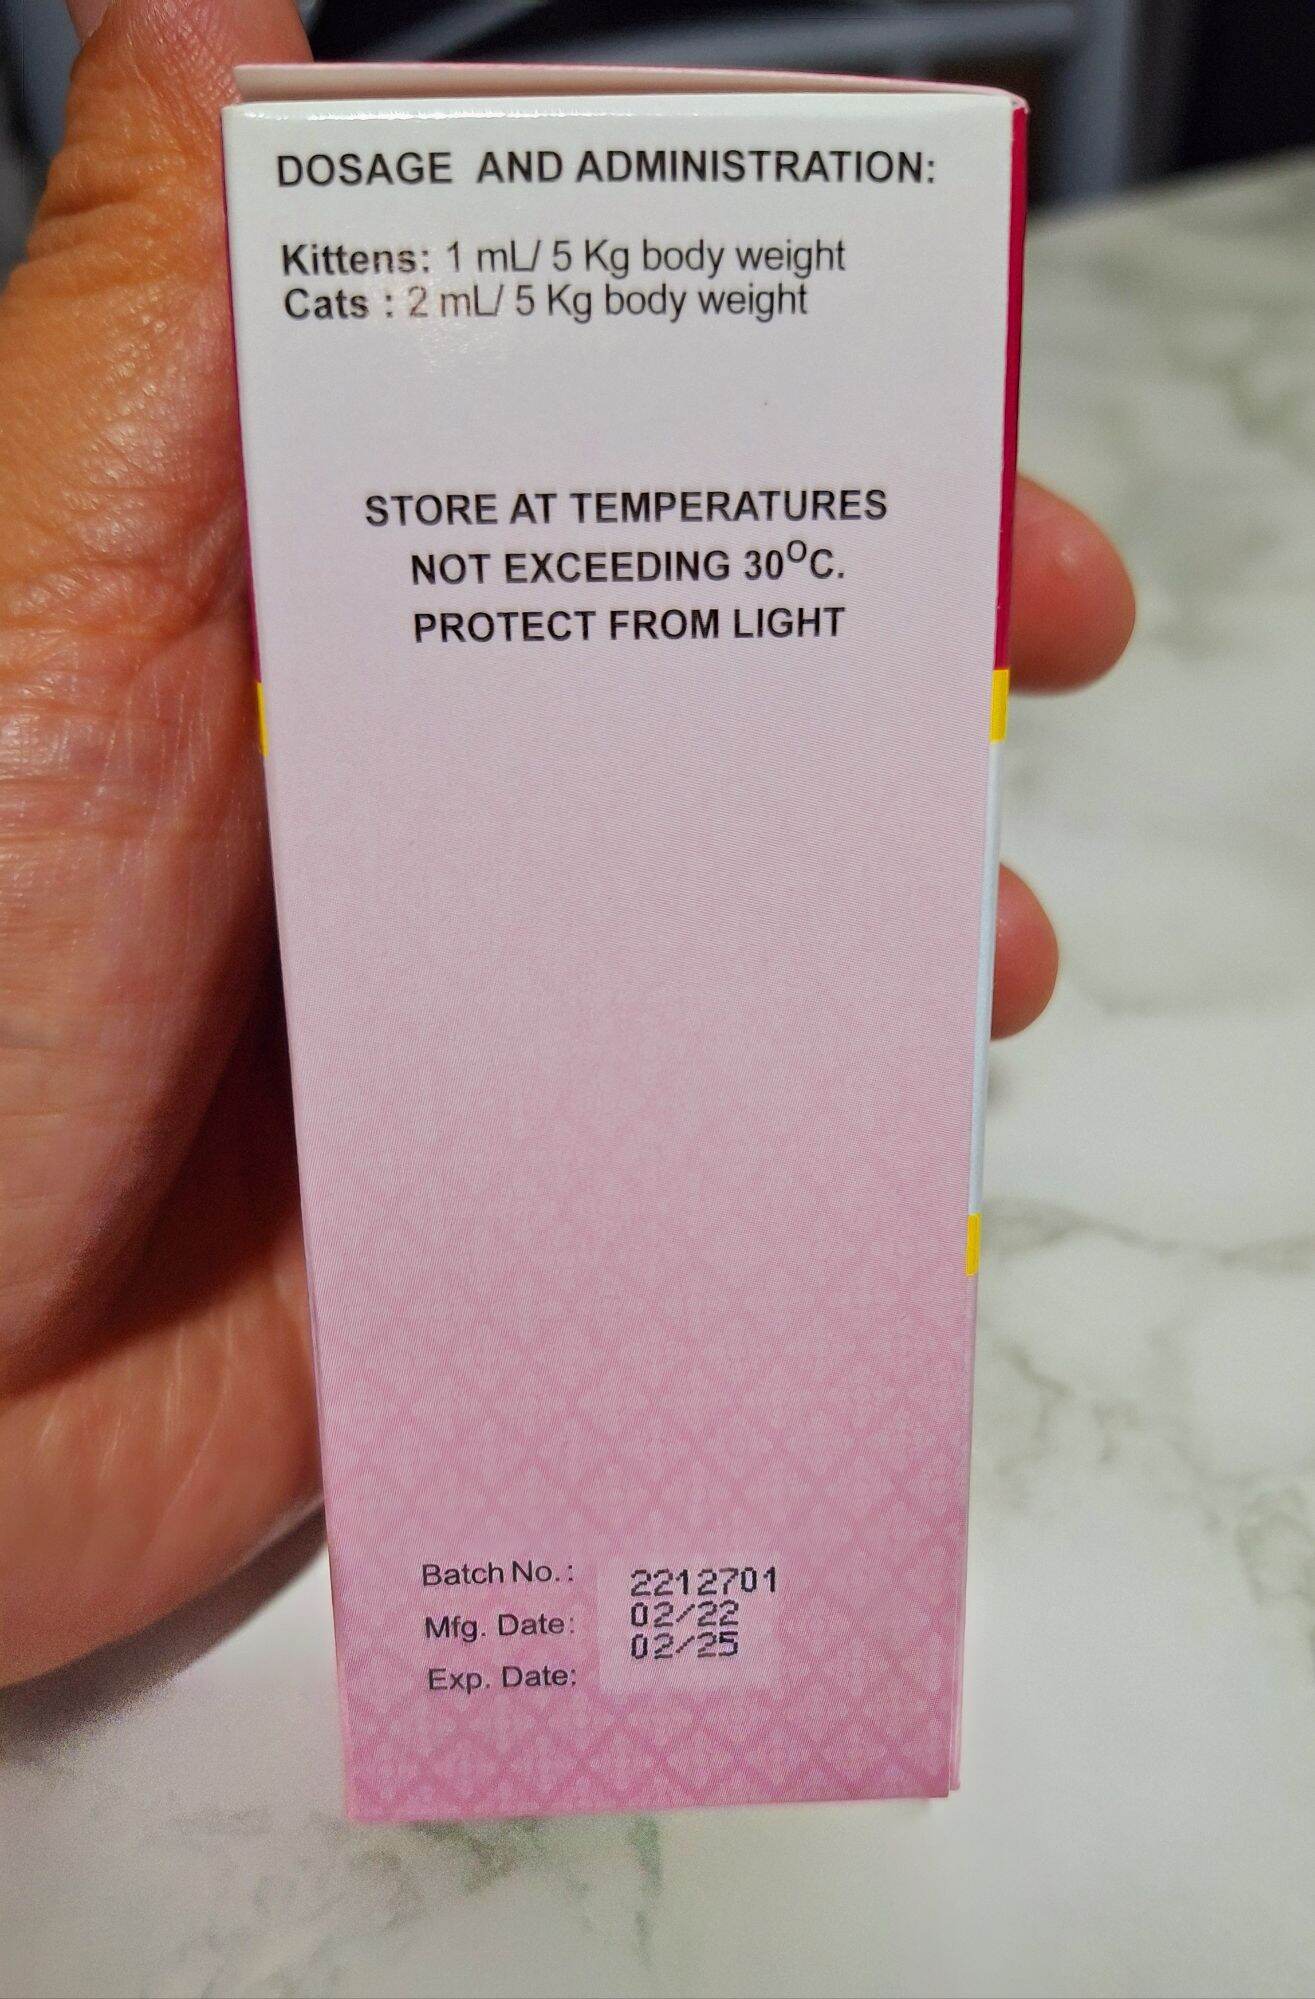 DOSAGE AND ADMINISTRATION:
Kittens: 1 mL/ 5 Kg body weight
Cats : 2 mL/ 5 Kg body weight
STORE AT TEMPERATURES
NOT EXCEEDING 30°C.
PROTECT FROM LIGHT
Batch No.: 2212701
Mfg. Date: 02/22
Exp. Date: 02/25